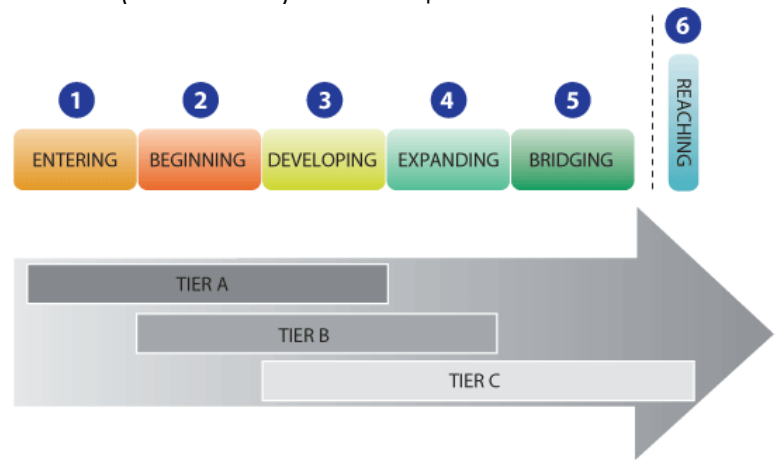 6
1 2 3 4 5
REACHING
ENTERING BEGINNING DEVELOPING EXPANDING BRIDGING
TIER A
TIER B
TIER C